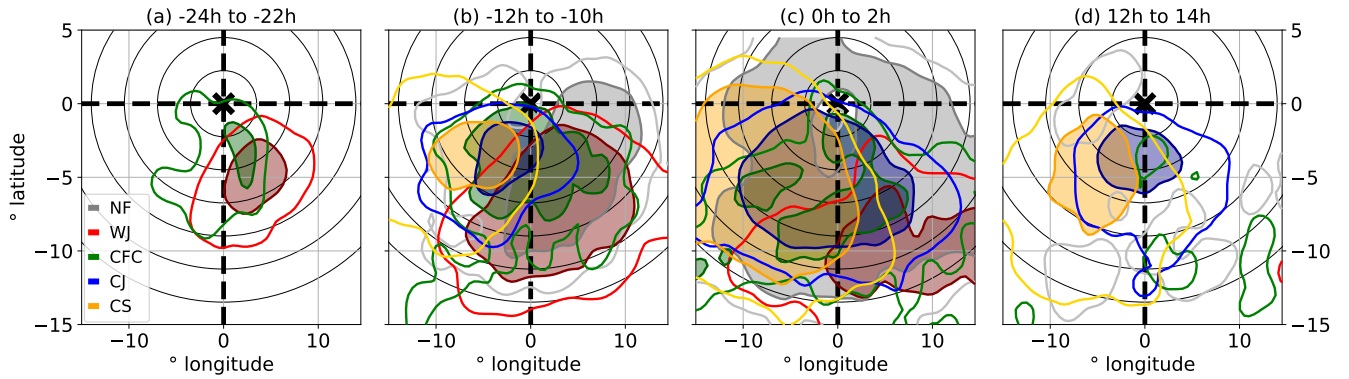 (a) -24h to -22h
(b) -12h to -10h
(c) 0h to 2h
(d) 12h to 14h
5
0
−5
−10
−15
° latitude
NF
WJ
CFC
CJ
CS
5
0
−5
−10
−15
−10 0 10
−10 0 10
−10 0 10
−10 0 10
° longitude
° longitude
° longitude
° longitude